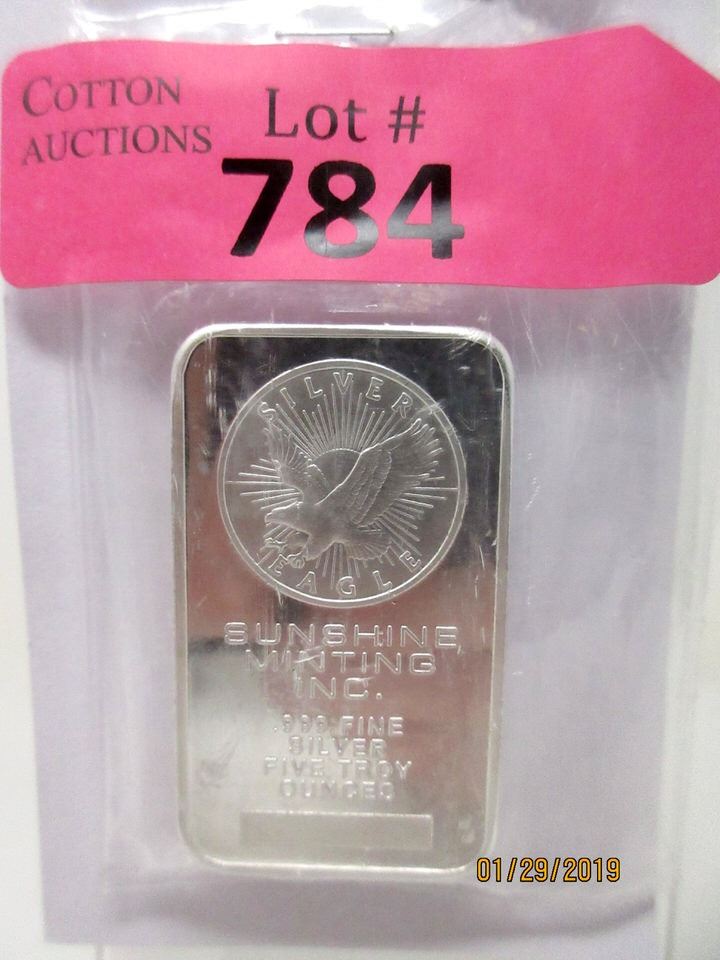 COTTON
AUCTIONS
Lot #
784
SILVER
EAGLE
SUNSHINE
MINTING
INC.
.999 FINE
SILVER
FIVE TROY
OUNCES
01/29/2019